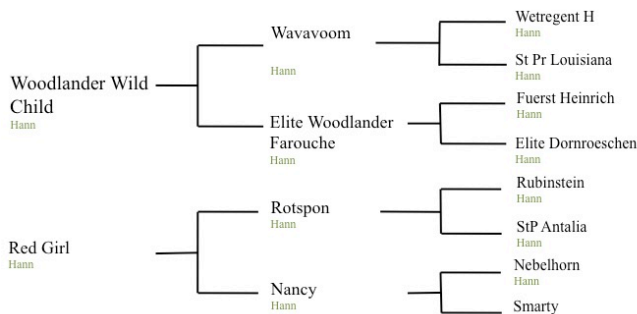 Woodlander Wild
Child
Hann
Red Girl
Hann
Wavavoom
Hann
Elite Woodlander
Farouche
Hann
Rotspon
Hann
Nancy
Hann
Wetregent H
Hann
St Pr Louisiana
Hann
Fuerst Heinrich
Hann
Elite Dornroeschen
Hann
Rubinstein
Hann
StP Antalia
Hann
Nebelhorn
Hann
Smarty